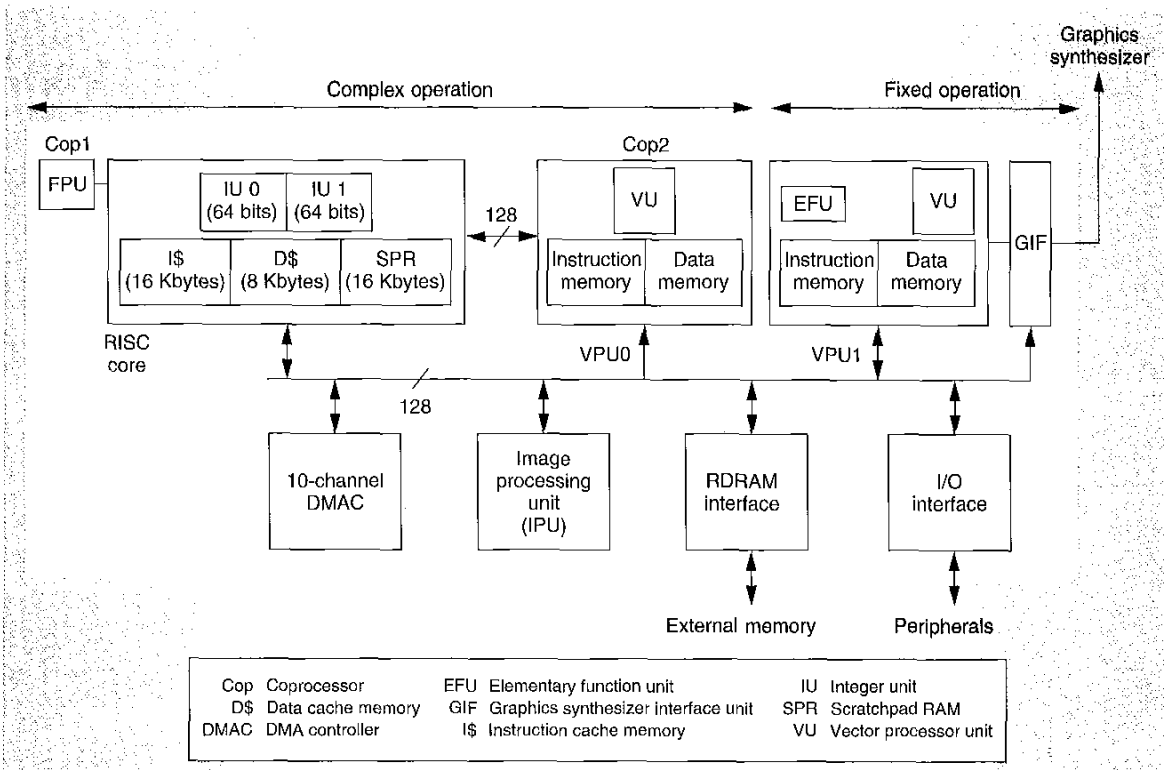 Graphics
synthesizer
Complex operation
Fixed operation
Cop1
Cop2
FPU
IU 0
(64 bits)
IU 1
(64 bits)
I$
(16 Kbytes)
D$
(8 Kbytes)
SPR
(16 Kbytes)
RISC
core
128
VU
Instruction
memory
Data
memory
VPU0
EFU
VU
Instruction
memory
Data
memory
VPU1
GIF
128
10-channel
DMAC
Image
processing
unit
(IPU)
RDRAM
interface
I/O
interface
External memory
Peripherals
Cop Coprocessor
D$ Data cache memory
DMAC DMA controller
EFU Elementary function unit
GIF Graphics synthesizer interface unit
I$ Instruction cache memory
IU Integer unit
SPR Scratchpad RAM
VU Vector processor unit